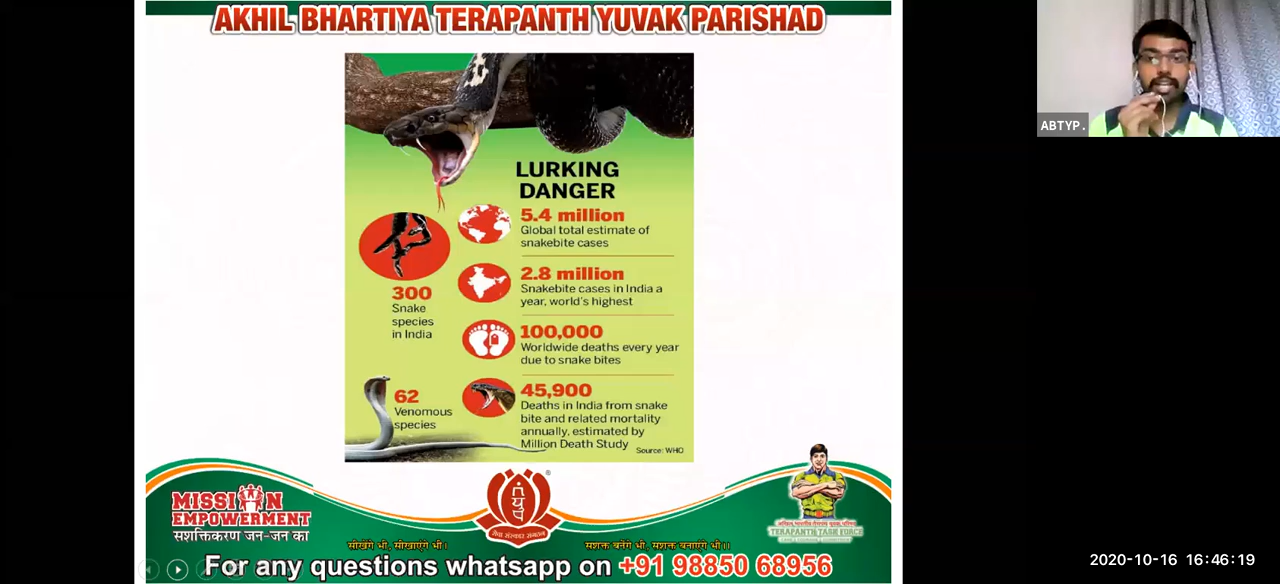 AKHIL BHARTIYA TERAPANTH YUVAK PARISHAD
ABTYP.
LURKING
DANGER
5.4 million
Global total estimate of
snakebite cases
2.8 million
Snakebite cases in India a
year, world's highest
300
Snake
species
in India
100,000
Worldwide deaths every year
due to snake bites
62
Venomous
species
45,900
Deaths in India from snake
bite and related mortality
annually, estimated by
Million Death Study
Source: WHO
MISSION
EMPOWERMENT
सशक्तिकरण जन-जन का
सेवा संस्कार संगठन
®
TERAPANTH TASK FORCE
सीखेंगे भी, सीखाएंगे भी।
सशक्त बनेंगे भी, सशक्त बनाएंगे भी।।
For any questions whatsapp on +91 98850 68956
2020-10-16 16:46:19